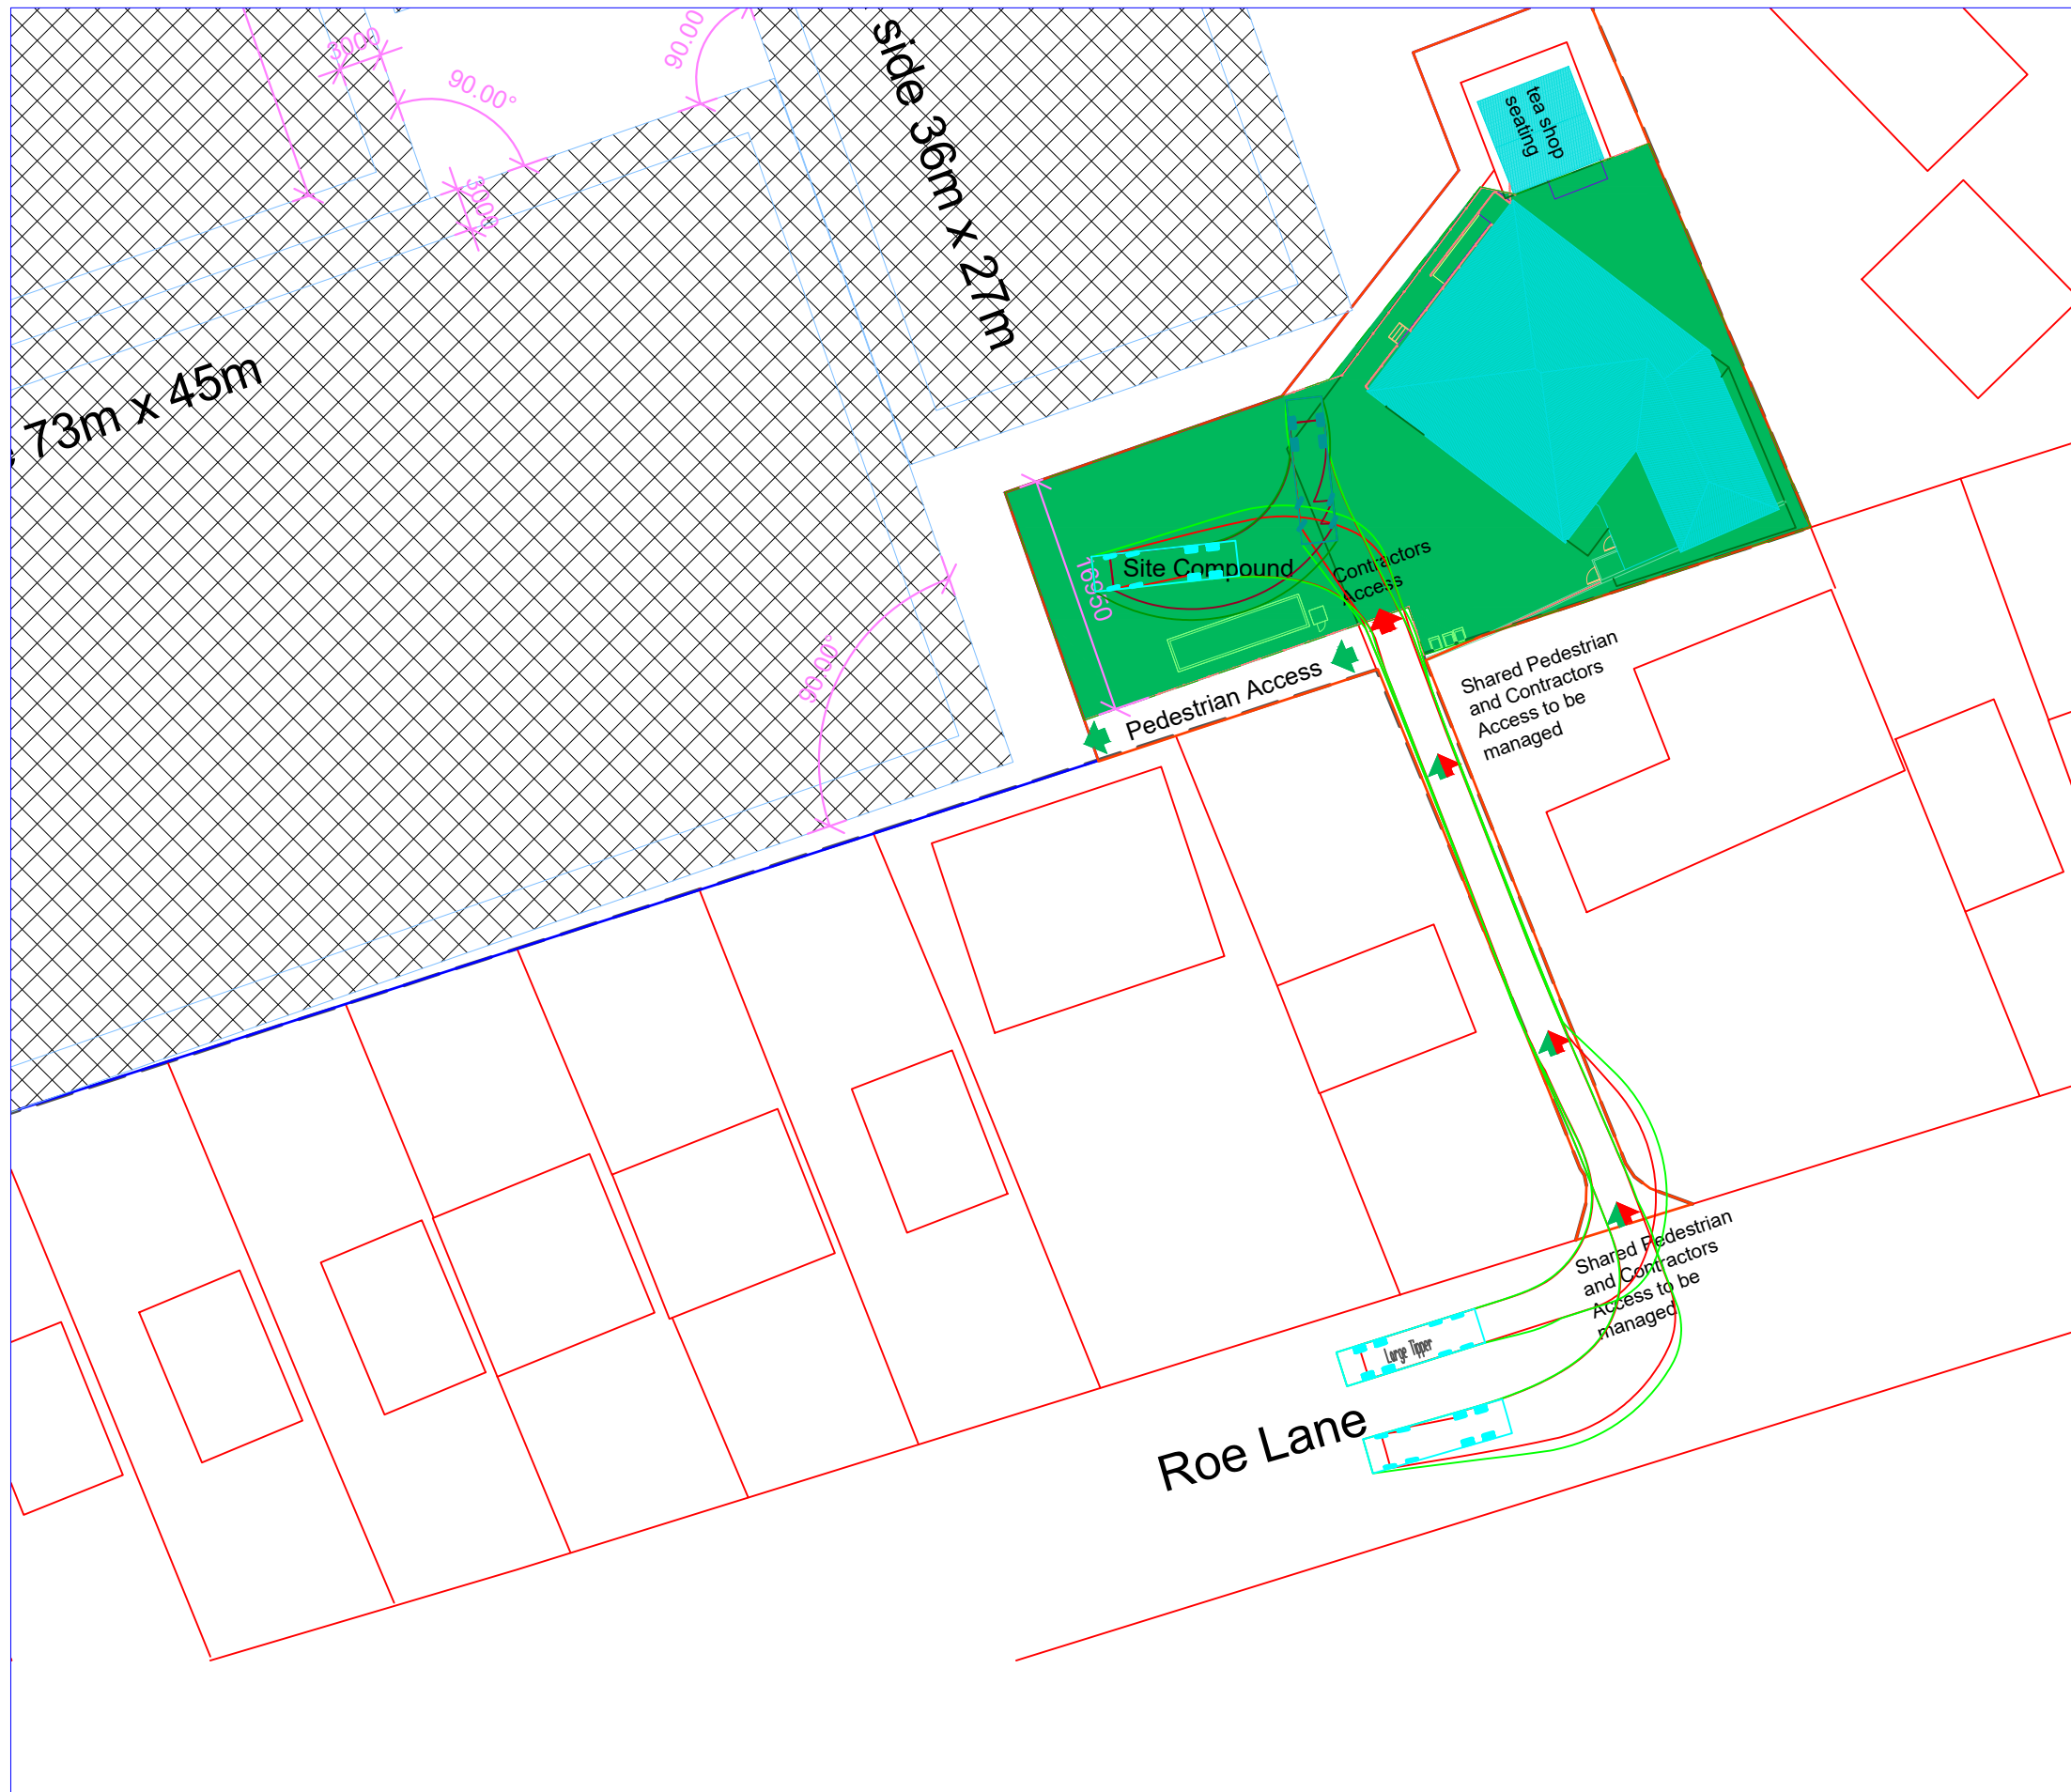 3000
90.00°
90.00
3000
side 36m x 27m
tea shop
seating
73m x 45m
Site Compound
16950
Contractors
Access
90.00°
Pedestrian Access
Shared Pedestrian
and Contractors
Access to be
managed
Shared Pedestrian
and Contractors
Access to be
managed
Large Tipper
Roe Lane